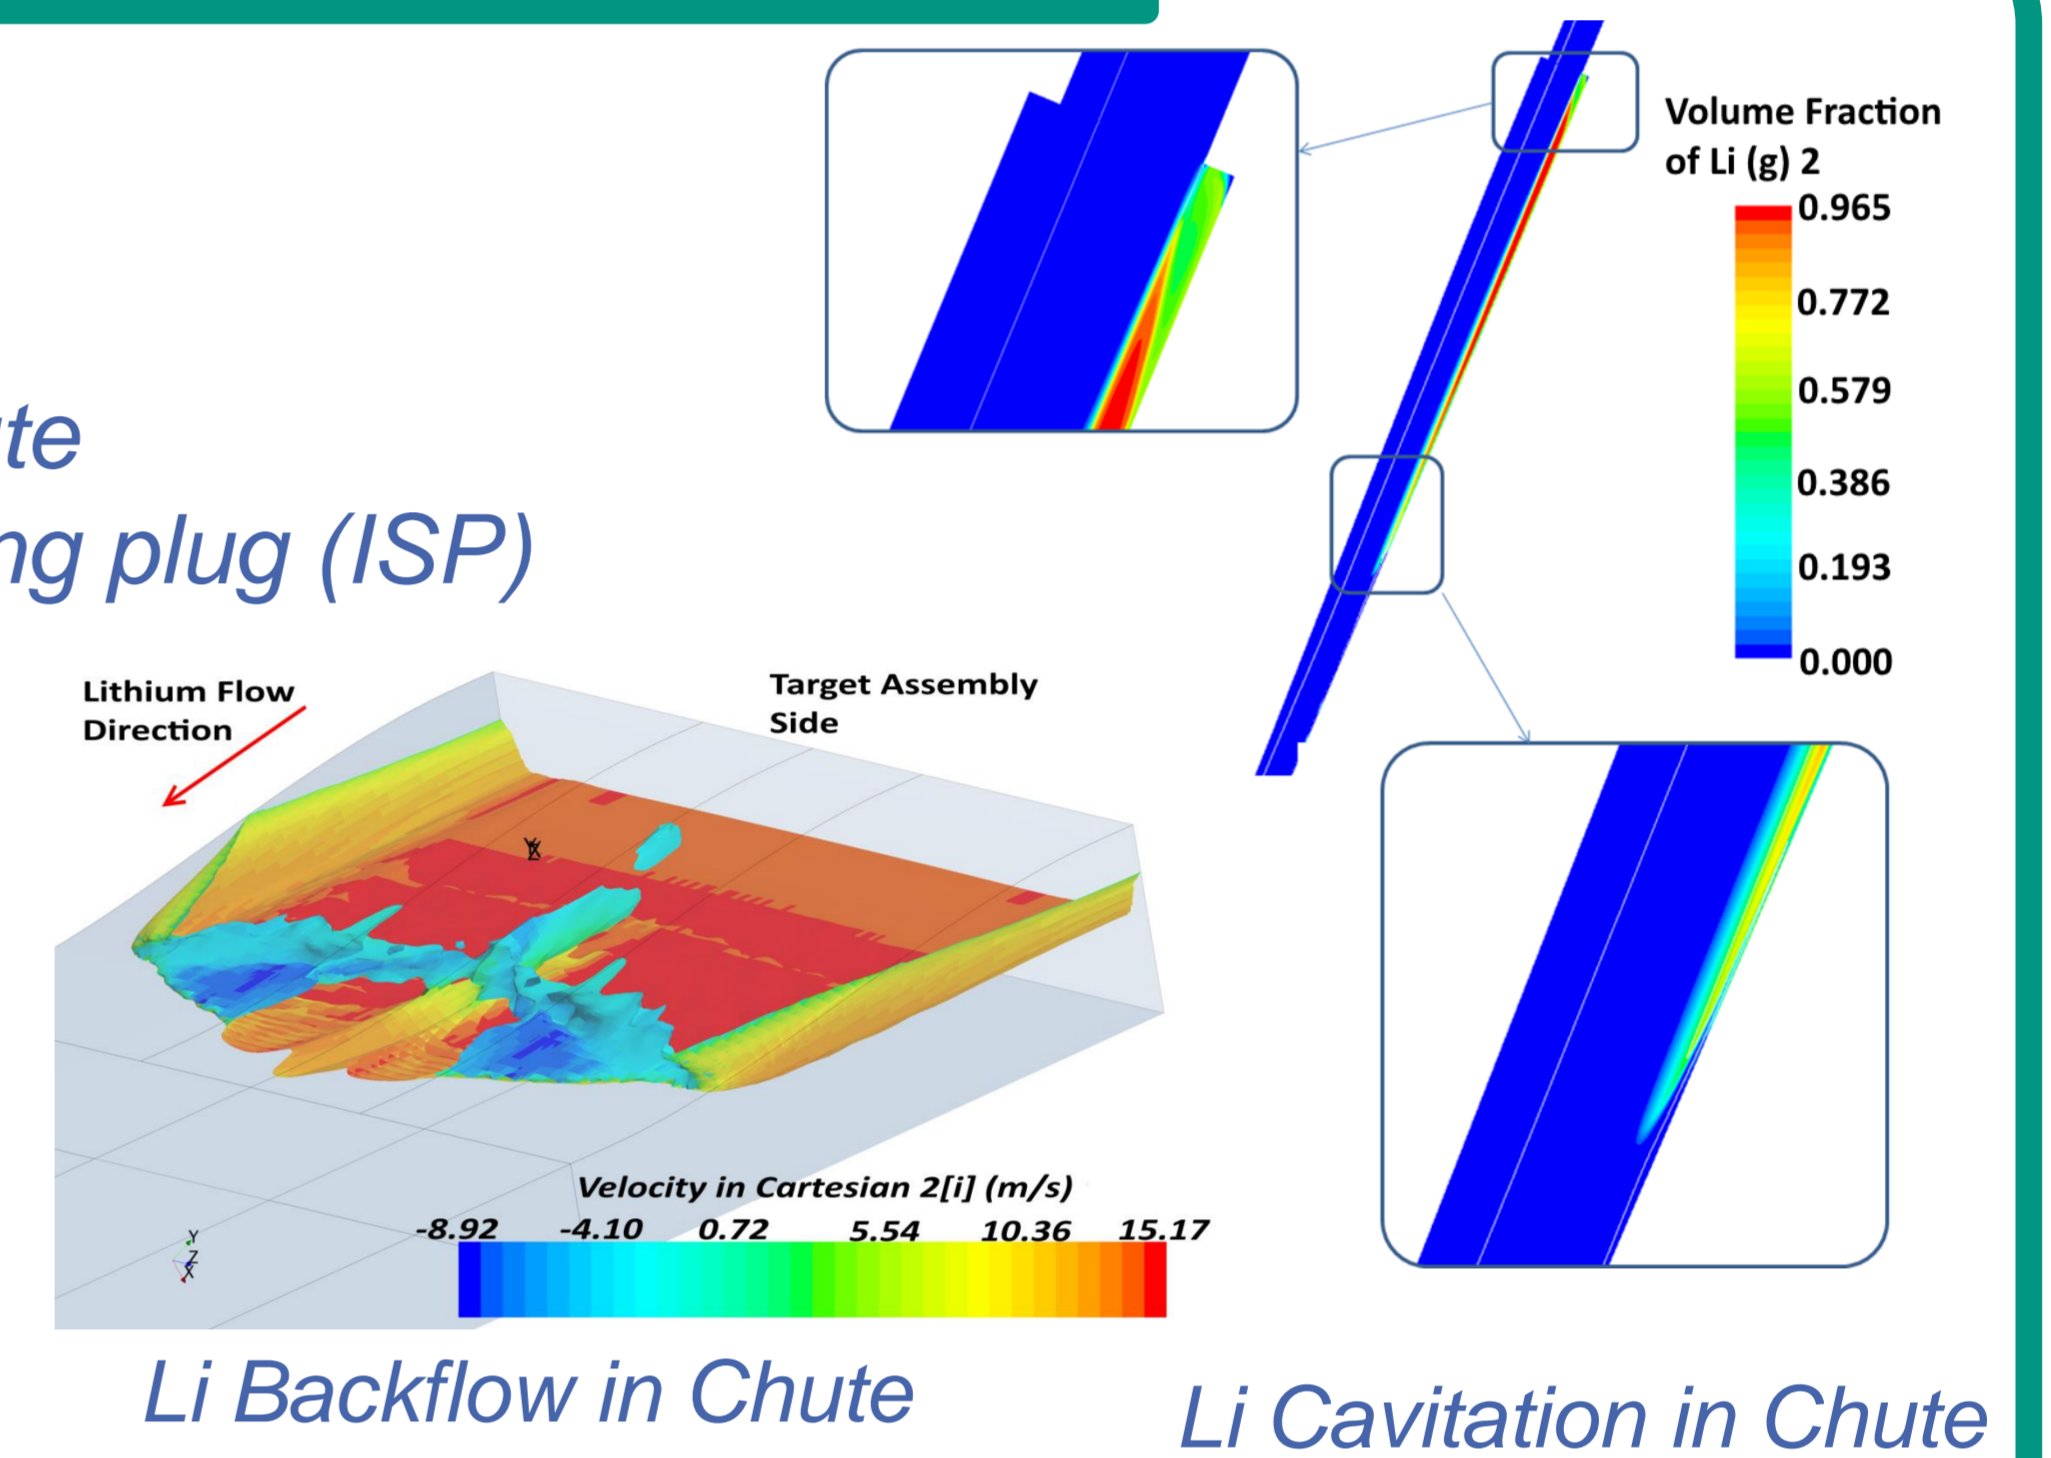 Volume Fraction
of Li (g) 2
0.965
0.772
0.579
0.386
0.193
0.000
ng plug (ISP)
Lithium Flow
Direction
Target Assembly
Side
Y
Z
X
Velocity in Cartesian 2[i] (m/s)
-8.92 -4.10 0.72 5.54 10.36 15.17
Li Backflow in Chute
Li Cavitation in Chute